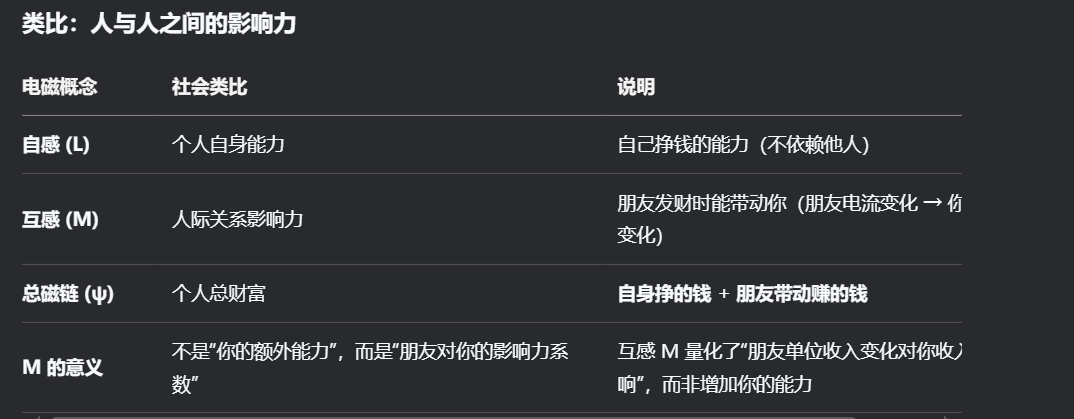 类比：人与人之间的影响力
电磁概念 社会类比 说明
自感 (L) 个人自身能力 自己挣钱的能力（不依赖他人）
互感 (M) 人际关系影响力 朋友发财时能带动你（朋友电流变化 → 你
变化）
总磁链 (ψ) 个人总财富 自身挣的钱 + 朋友带动赚的钱
M 的意义 不是“你的额外能力”，而是“朋友对你的影响力系
数” 互感 M 量化了“朋友单位收入变化对你收入
响”，而非增加你的能力